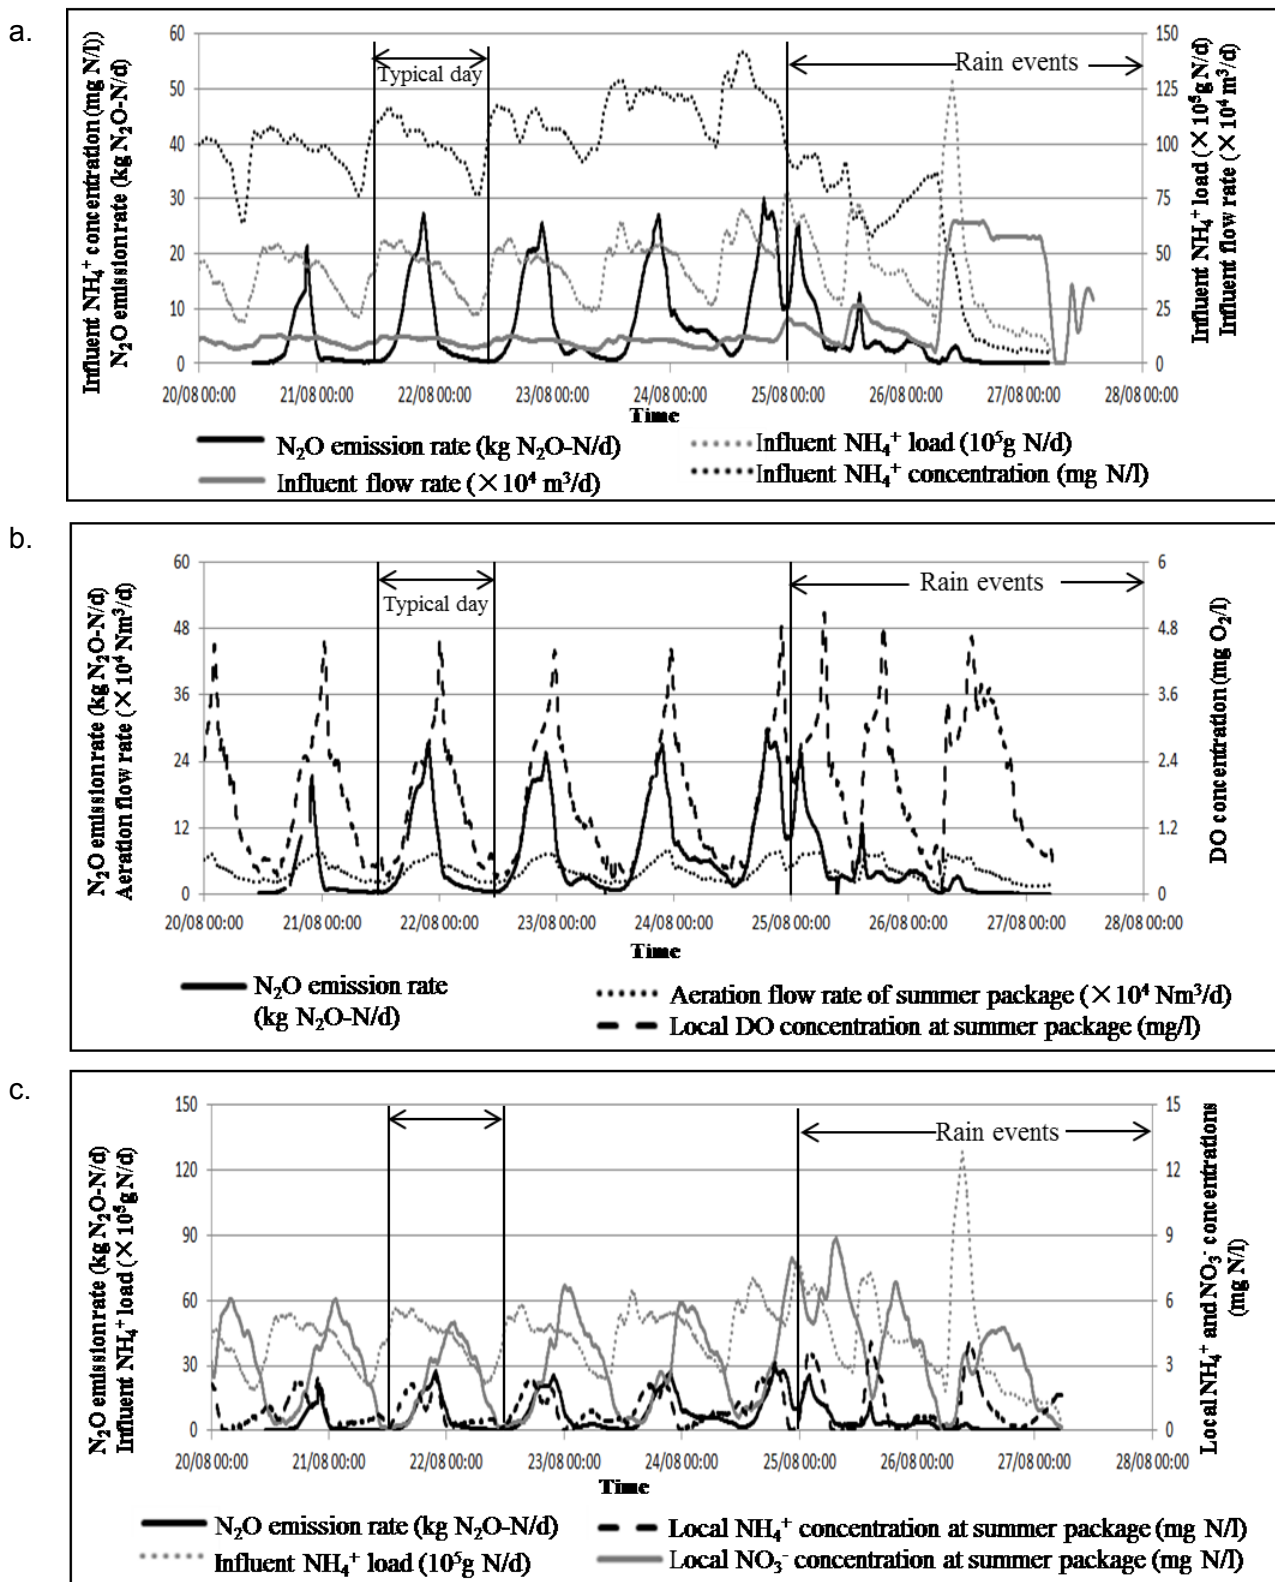 a.
Influent NH₄⁺ concentration (mg N/l))
N₂O emission rate (kg N₂O-N/d)
60
50
40
30
20
10
0
Typical day
Rain events
150
125
100
75
50
25
0
Influent NH₄⁺ load (×10⁵g N/d)
Influent flow rate (×10⁴ m³/d)
20/08 00:00 21/08 00:00 22/08 00:00 23/08 00:00 24/08 00:00 25/08 00:00 26/08 00:00 27/08 00:00 28/08 00:00
Time
N₂O emission rate (kg N₂O-N/d)
Influent NH₄⁺ load (10⁵g N/d)
Influent flow rate (×10⁴ m³/d)
Influent NH₄⁺ concentration (mg N/l)
b.
N₂O emission rate (kg N₂O-N/d)
Aeration flow rate (×10⁴ Nm³/d)
60
48
36
24
12
0
Typical day
Rain events
6
4.8
3.6
2.4
1.2
0
DO concentration (mg O₂/l)
20/08 00:00 21/08 00:00 22/08 00:00 23/08 00:00 24/08 00:00 25/08 00:00 26/08 00:00 27/08 00:00 28/08 00:00
Time
N₂O emission rate
(kg N₂O-N/d)
Aeration flow rate of summer package (×10⁴ Nm³/d)
Local DO concentration at summer package (mg/l)
c.
N₂O emission rate (kg N₂O-N/d)
Influent NH₄⁺ load (×10⁵g N/d)
150
120
90
60
30
0
Rain events
15
12
9
6
3
0
Local NH₄⁺ and NO₃⁻ concentrations
(mg N/l)
20/08 00:00 21/08 00:00 22/08 00:00 23/08 00:00 24/08 00:00 25/08 00:00 26/08 00:00 27/08 00:00 28/08 00:00
Time
N₂O emission rate (kg N₂O-N/d)
Local NH₄⁺ concentration at summer package (mg N/l)
Influent NH₄⁺ load (10⁵g N/d)
Local NO₃⁻ concentration at summer package (mg N/l)